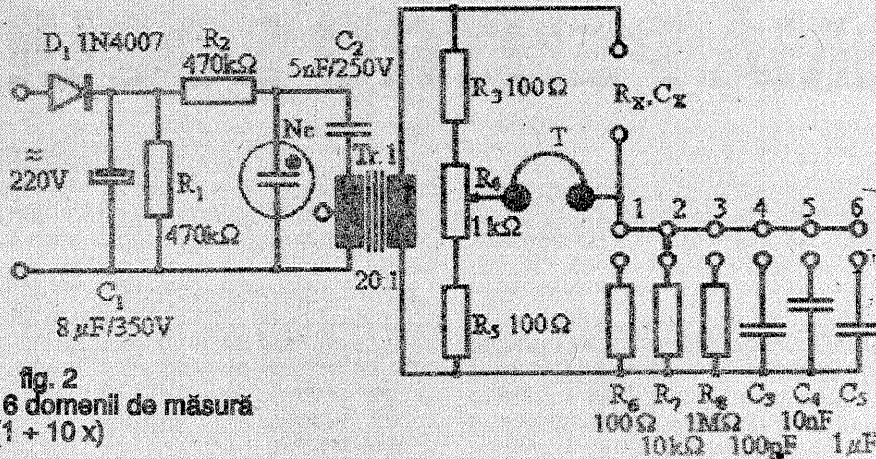 D₁ 1N4007
R₂
470kΩ
C₂
5nF/250V
≈
220V
R₁
470kΩ
Ne
Tr.1
20:1
C₁
8µF/350V
R₃ 100Ω
R₄
1kΩ
R₅ 100Ω
T
Rₓ,Cₓ
1 2 3 4 5 6
R₆ R₇ R₈ C₃ C₄ C₅
100Ω 1MΩ 10nF
10kΩ 100pF 1µF
fig. 2
6 domenii de măsură
(1 + 10 x)